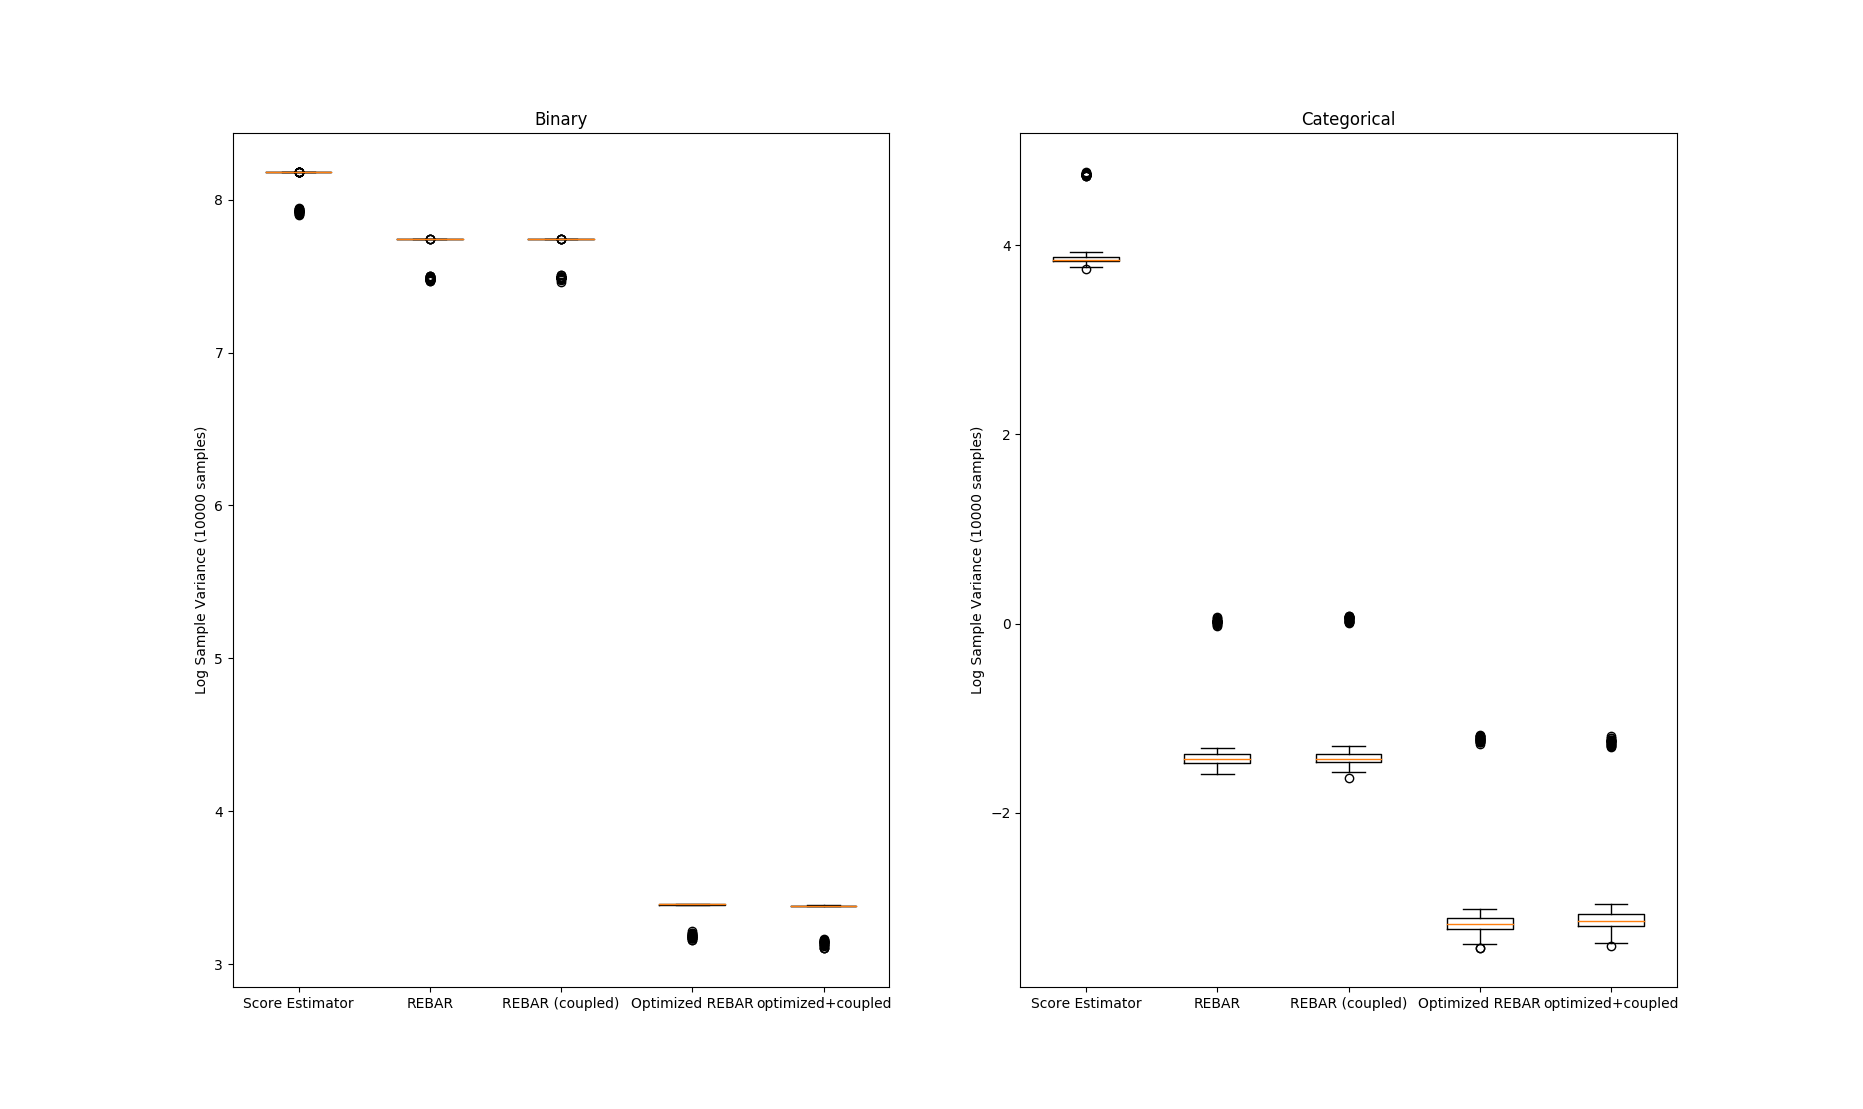 Binary
Log Sample Variance (10000 samples)
8
7
6
5
4
3
Score Estimator
REBAR
REBAR (coupled)
Optimized REBAR
optimized+coupled
Categorical
Log Sample Variance (10000 samples)
4
2
0
−2
Score Estimator
REBAR
REBAR (coupled)
Optimized REBAR
optimized+coupled